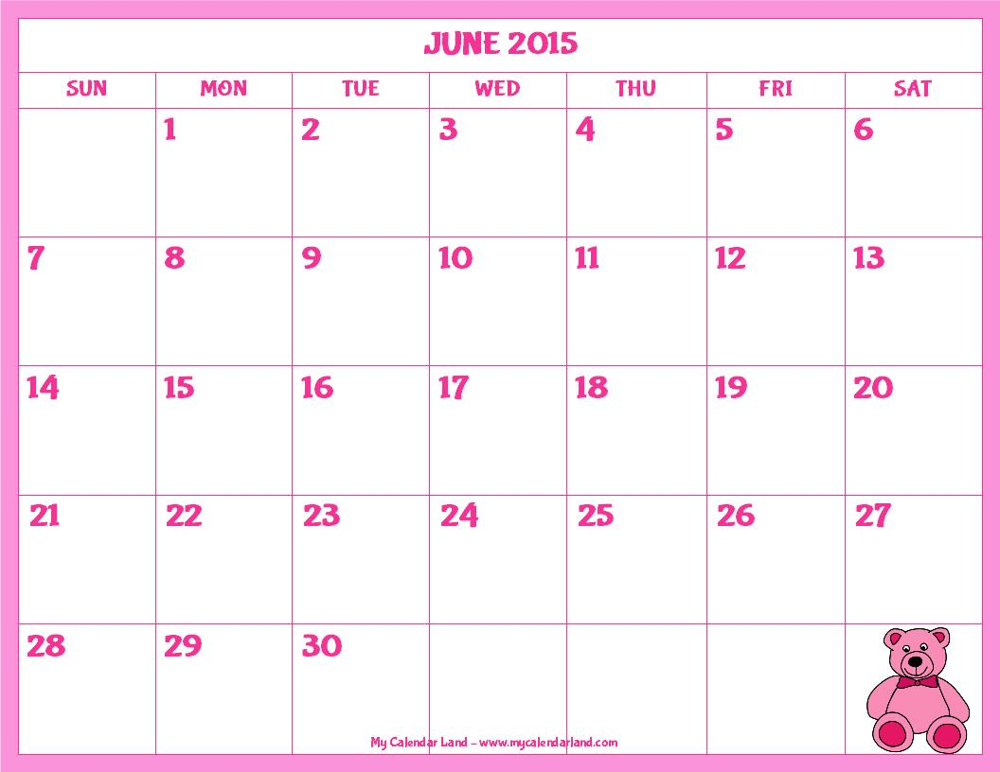 JUNE 2015
SUN MON TUE WED THU FRI SAT
1 2 3 4 5 6
7 8 9 10 11 12 13
14 15 16 17 18 19 20
21 22 23 24 25 26 27
28 29 30
My Calendar Land - www.mycalendarland.com